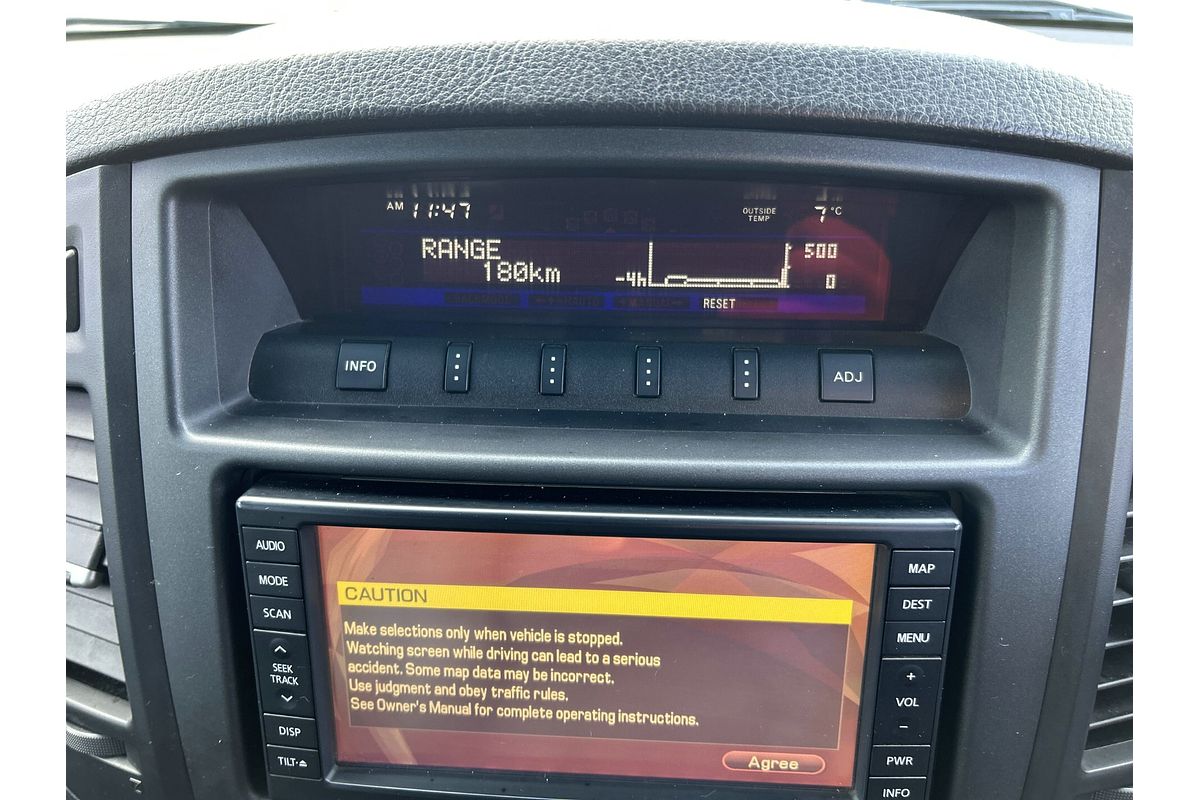 AM 11:47
OUTSIDE
TEMP
7°C
RANGE
180km
-4h
500
0
RESET
INFO
ADJ
AUDIO
MODE
SCAN
SEEK
TRACK
DISP
TILT·⏏
CAUTION
Make selections only when vehicle is stopped.
Watching screen while driving can lead to a serious
accident. Some map data may be incorrect.
Use judgment and obey traffic rules.
See Owner's Manual for complete operating instructions.
Agree
MAP
DEST
MENU
+
VOL
−
PWR
INFO